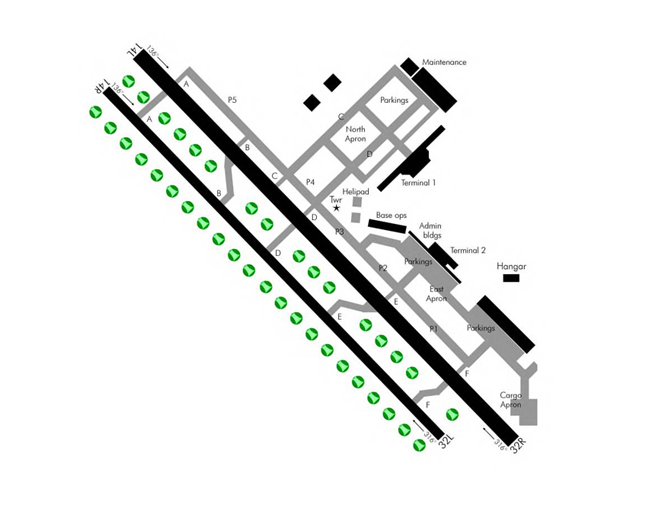 14L
136°
14R
136°
A
A
P5
Maintenance
Parkings
C
North
Apron
B
D
Terminal 1
C
P4
Helipad
Twr
B
D
P3
Base ops
Admin
bldgs
Terminal 2
D
P2
Parkings
Hangar
East
Apron
E
E
P1
Parkings
F
F
Cargo
Apron
316°
32L
316°
32R